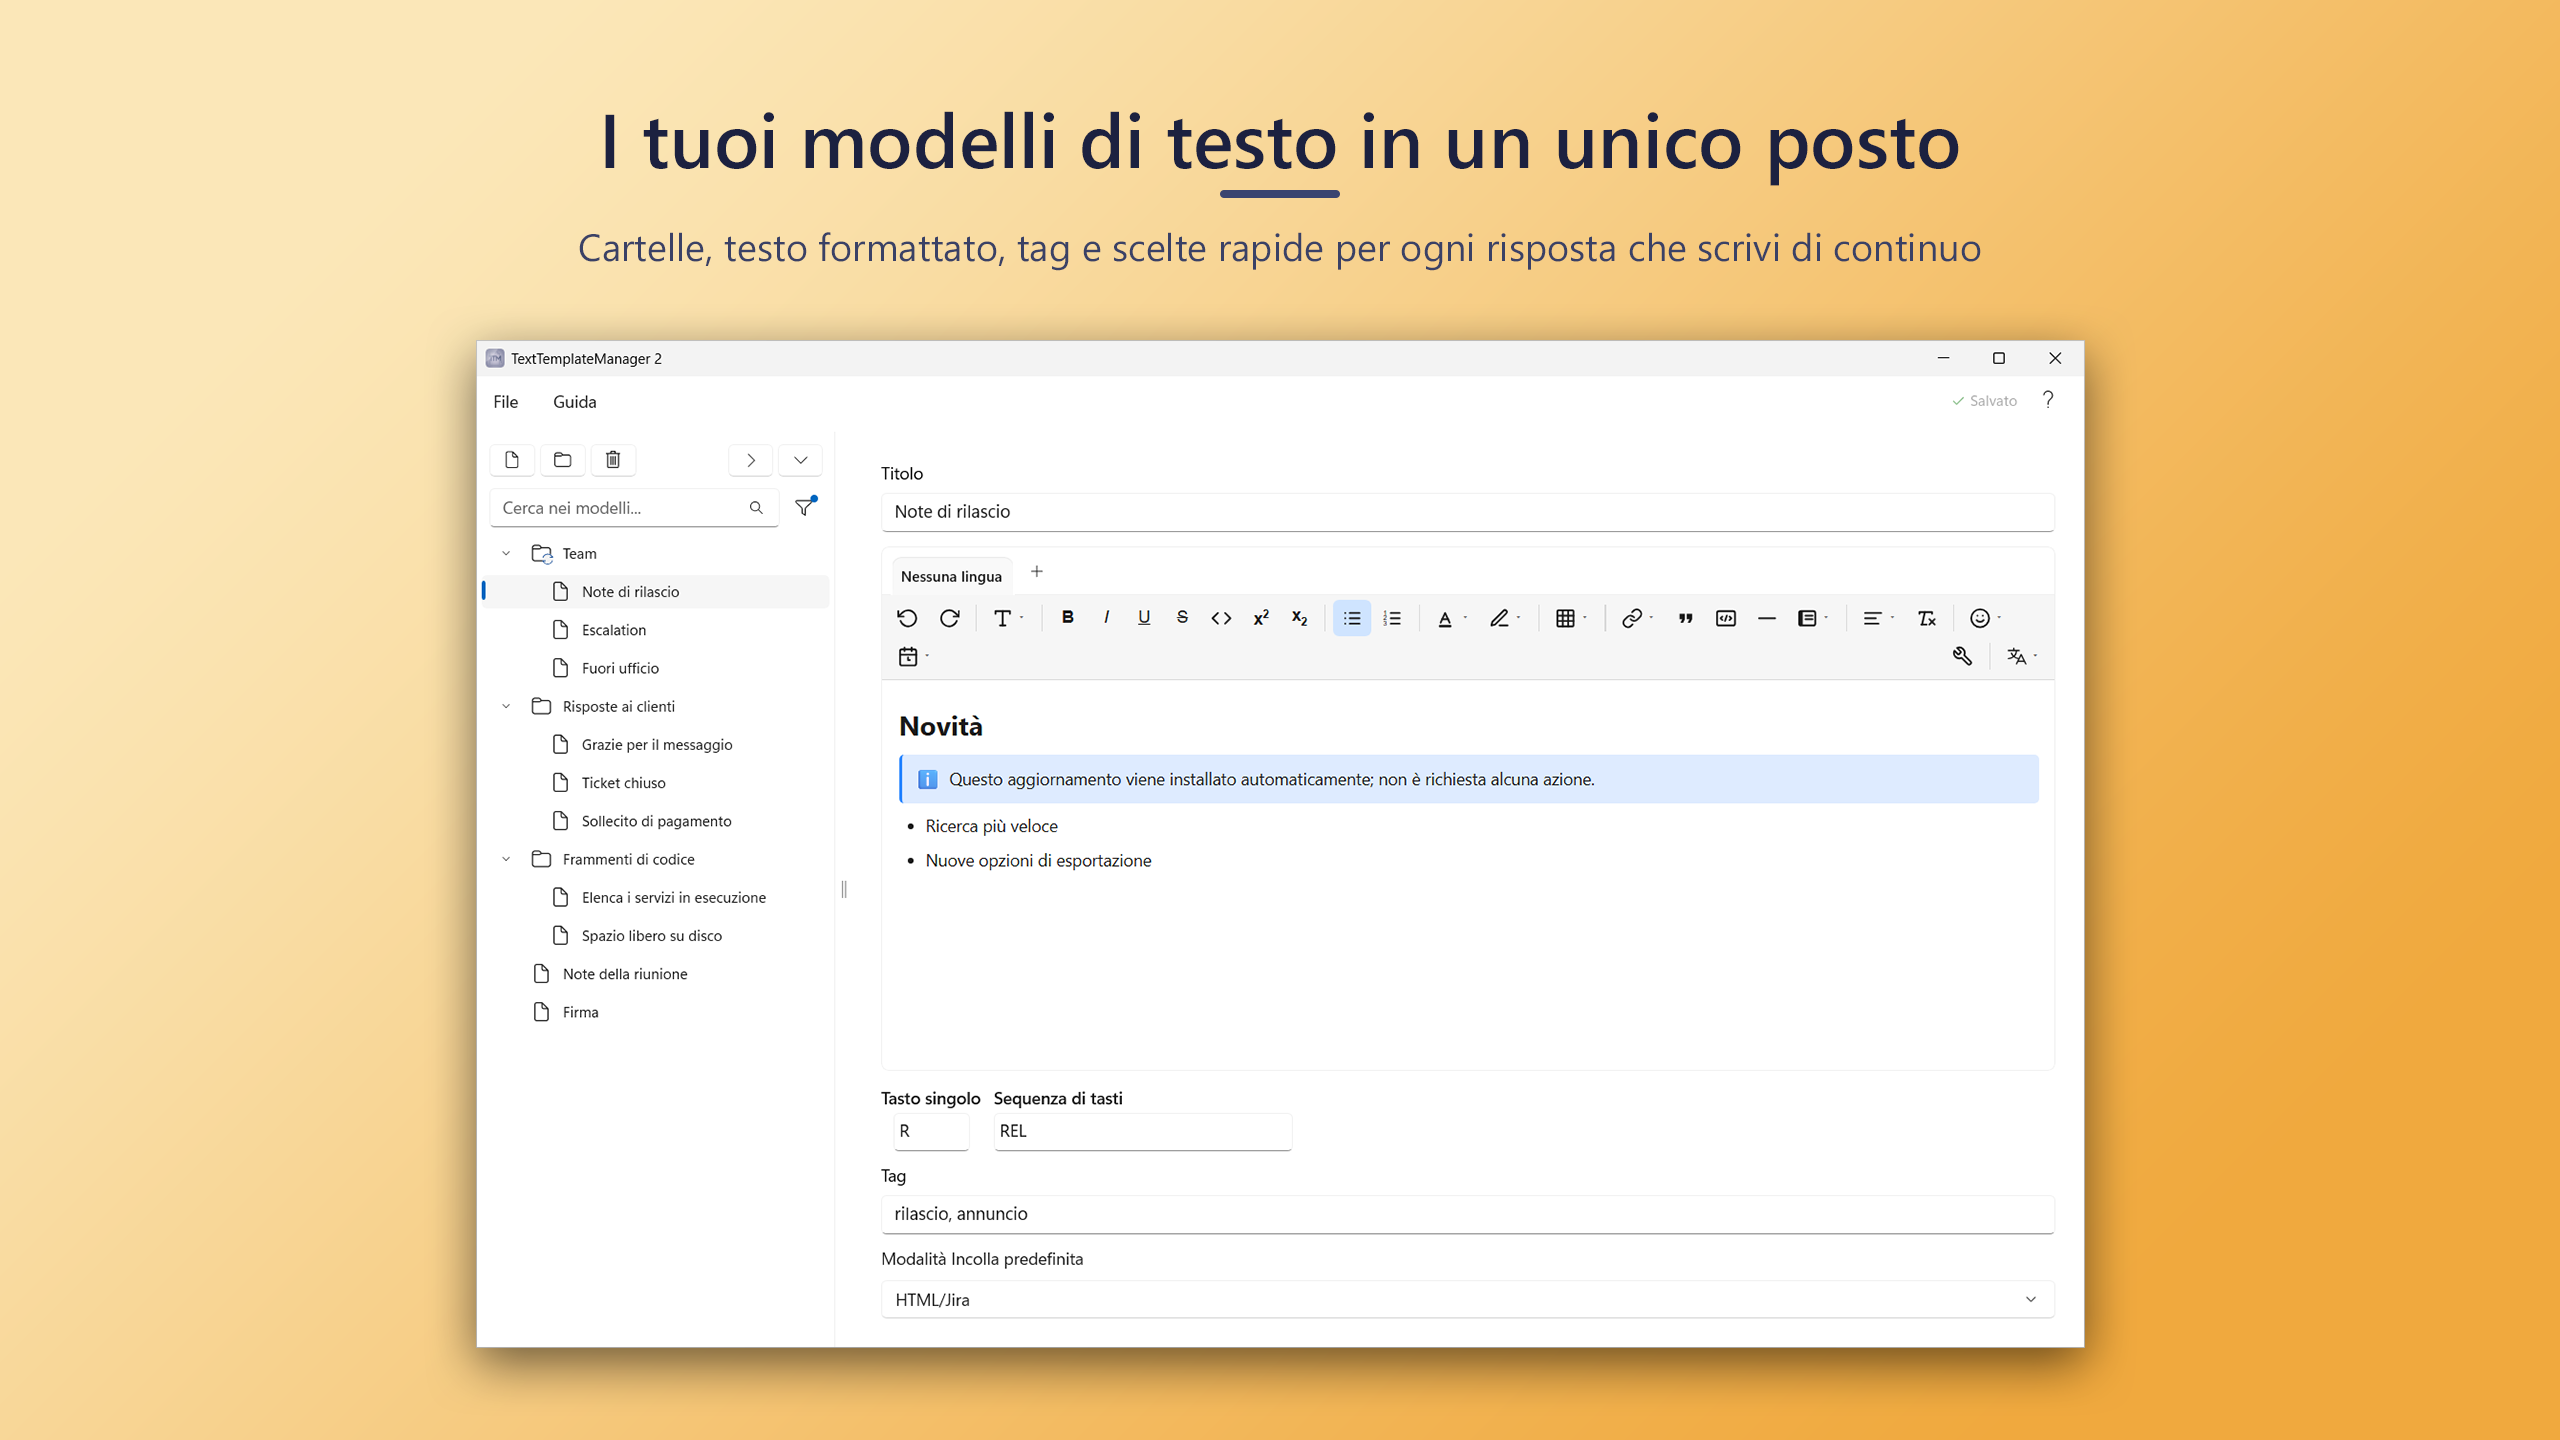 I tuoi modelli di testo in un unico posto
Cartelle, testo formattato, tag e scelte rapide per ogni risposta che scrivi di continuo
TextTemplateManager 2
File Guida
Salvato ?
Cerca nei modelli...
Team
Note di rilascio
Escalation
Fuori ufficio
Risposte ai clienti
Grazie per il messaggio
Ticket chiuso
Sollecito di pagamento
Frammenti di codice
Elenca i servizi in esecuzione
Spazio libero su disco
Note della riunione
Firma
Titolo
Note di rilascio
Nessuna lingua
Novità
Questo aggiornamento viene installato automaticamente; non è richiesta alcuna azione.
Ricerca più veloce
Nuove opzioni di esportazione
Tasto singolo Sequenza di tasti
R REL
Tag
rilascio, annuncio
Modalità Incolla predefinita
HTML/Jira